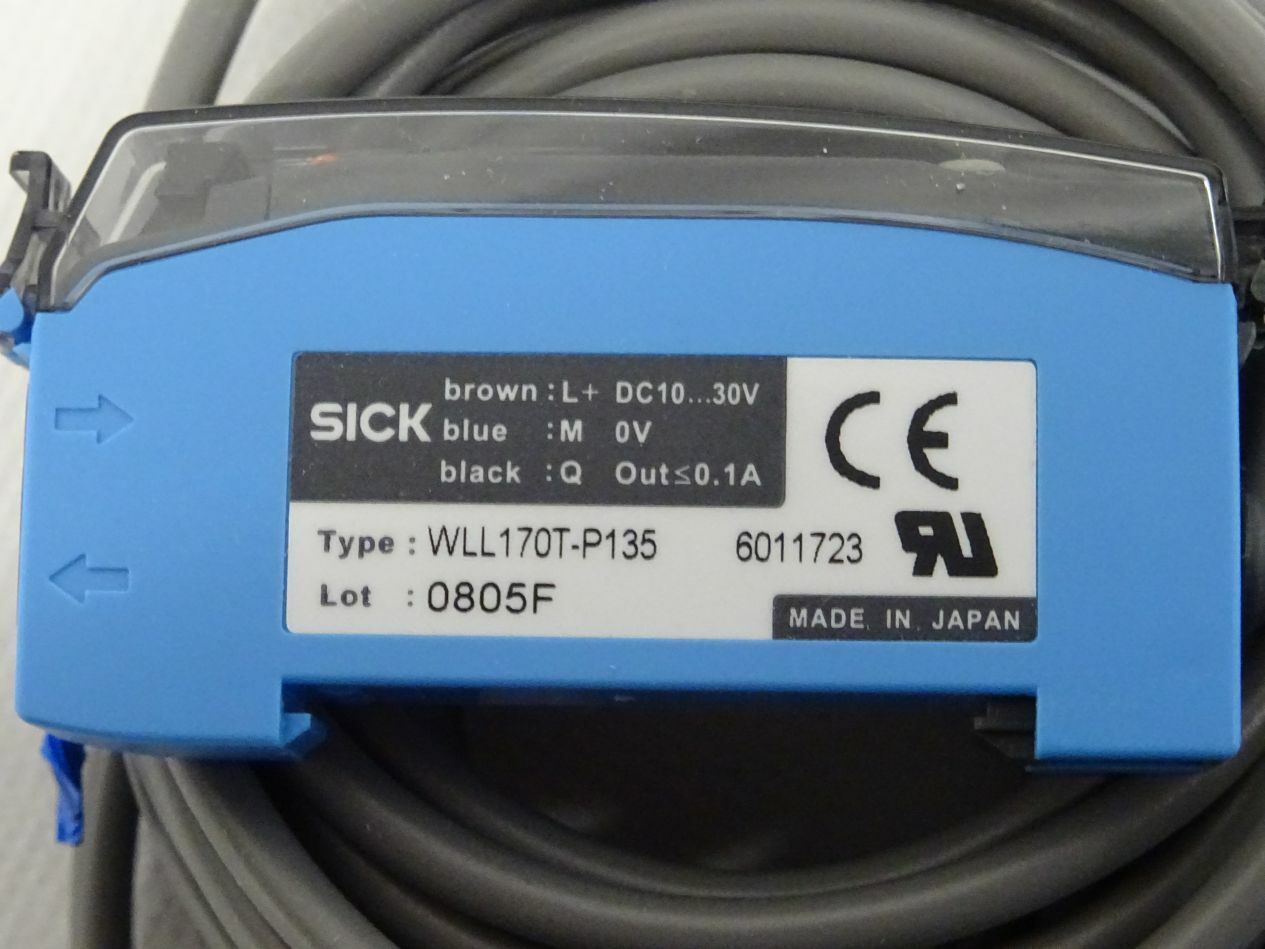 SICK
brown : L+ DC10...30V
blue : M 0V
black : Q Out≤0.1A
CE
Type : WLL170T-P135 6011723
RU
Lot : 0805F
MADE IN JAPAN